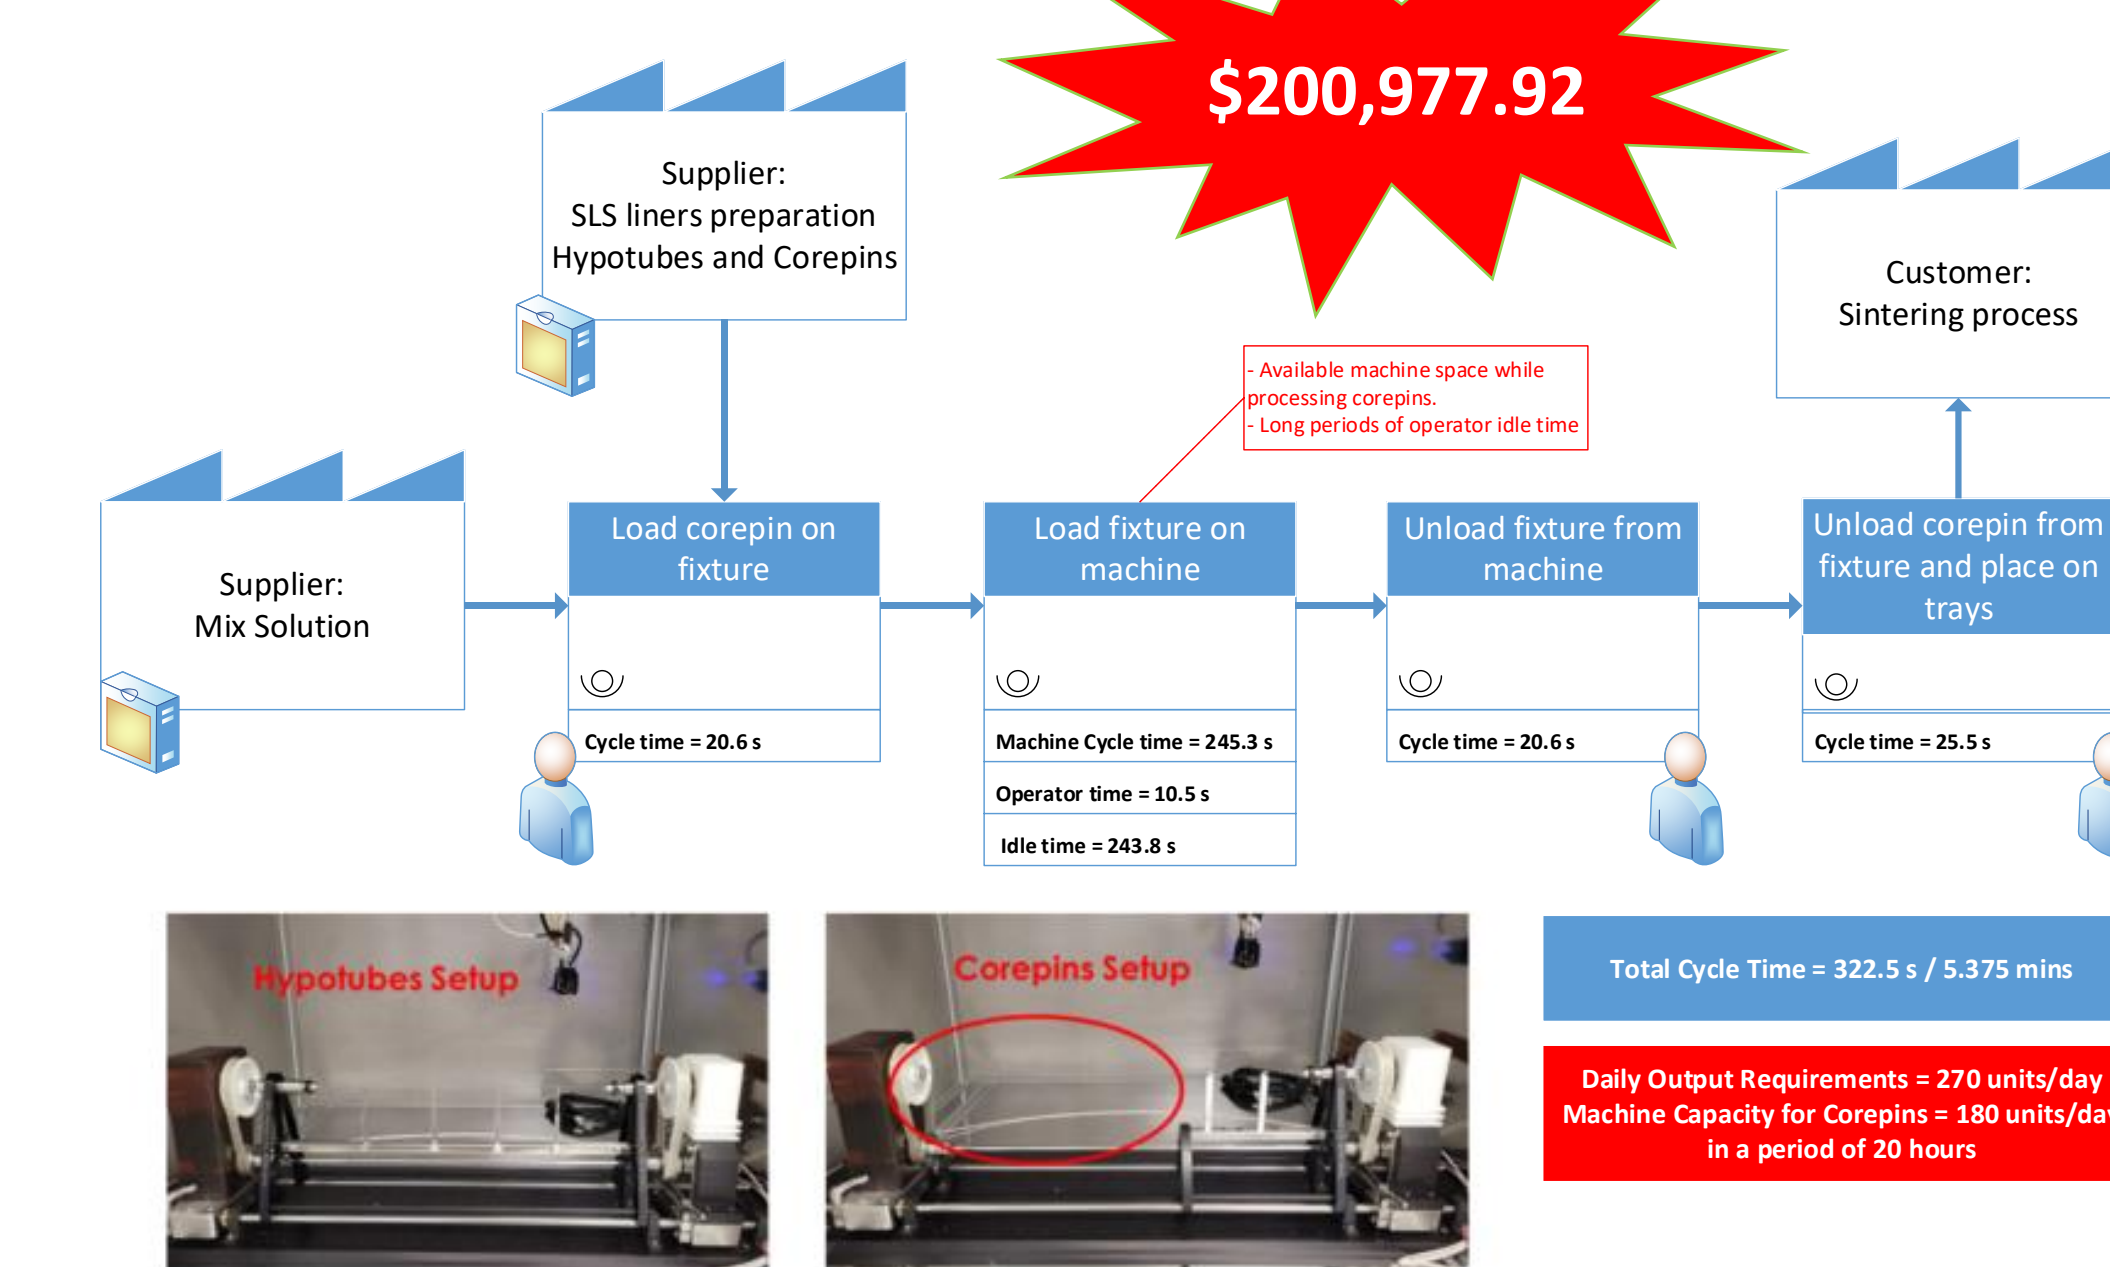 $200,977.92
Supplier:
SLS liners preparation
Hypotubes and Corepins
Customer:
Sintering process
- Available machine space while
processing corepins.
- Long periods of operator idle time
Supplier:
Mix Solution
Load corepin on
fixture
Cycle time = 20.6 s
Load fixture on
machine
Machine Cycle time = 245.3 s
Operator time = 10.5 s
Idle time = 243.8 s
Unload fixture from
machine
Cycle time = 20.6 s
Unload corepin from
fixture and place on
trays
Cycle time = 25.5 s
Hypotubes Setup
Corepins Setup
Total Cycle Time = 322.5 s / 5.375 mins
Daily Output Requirements = 270 units/day
Machine Capacity for Corepins = 180 units/day
in a period of 20 hours